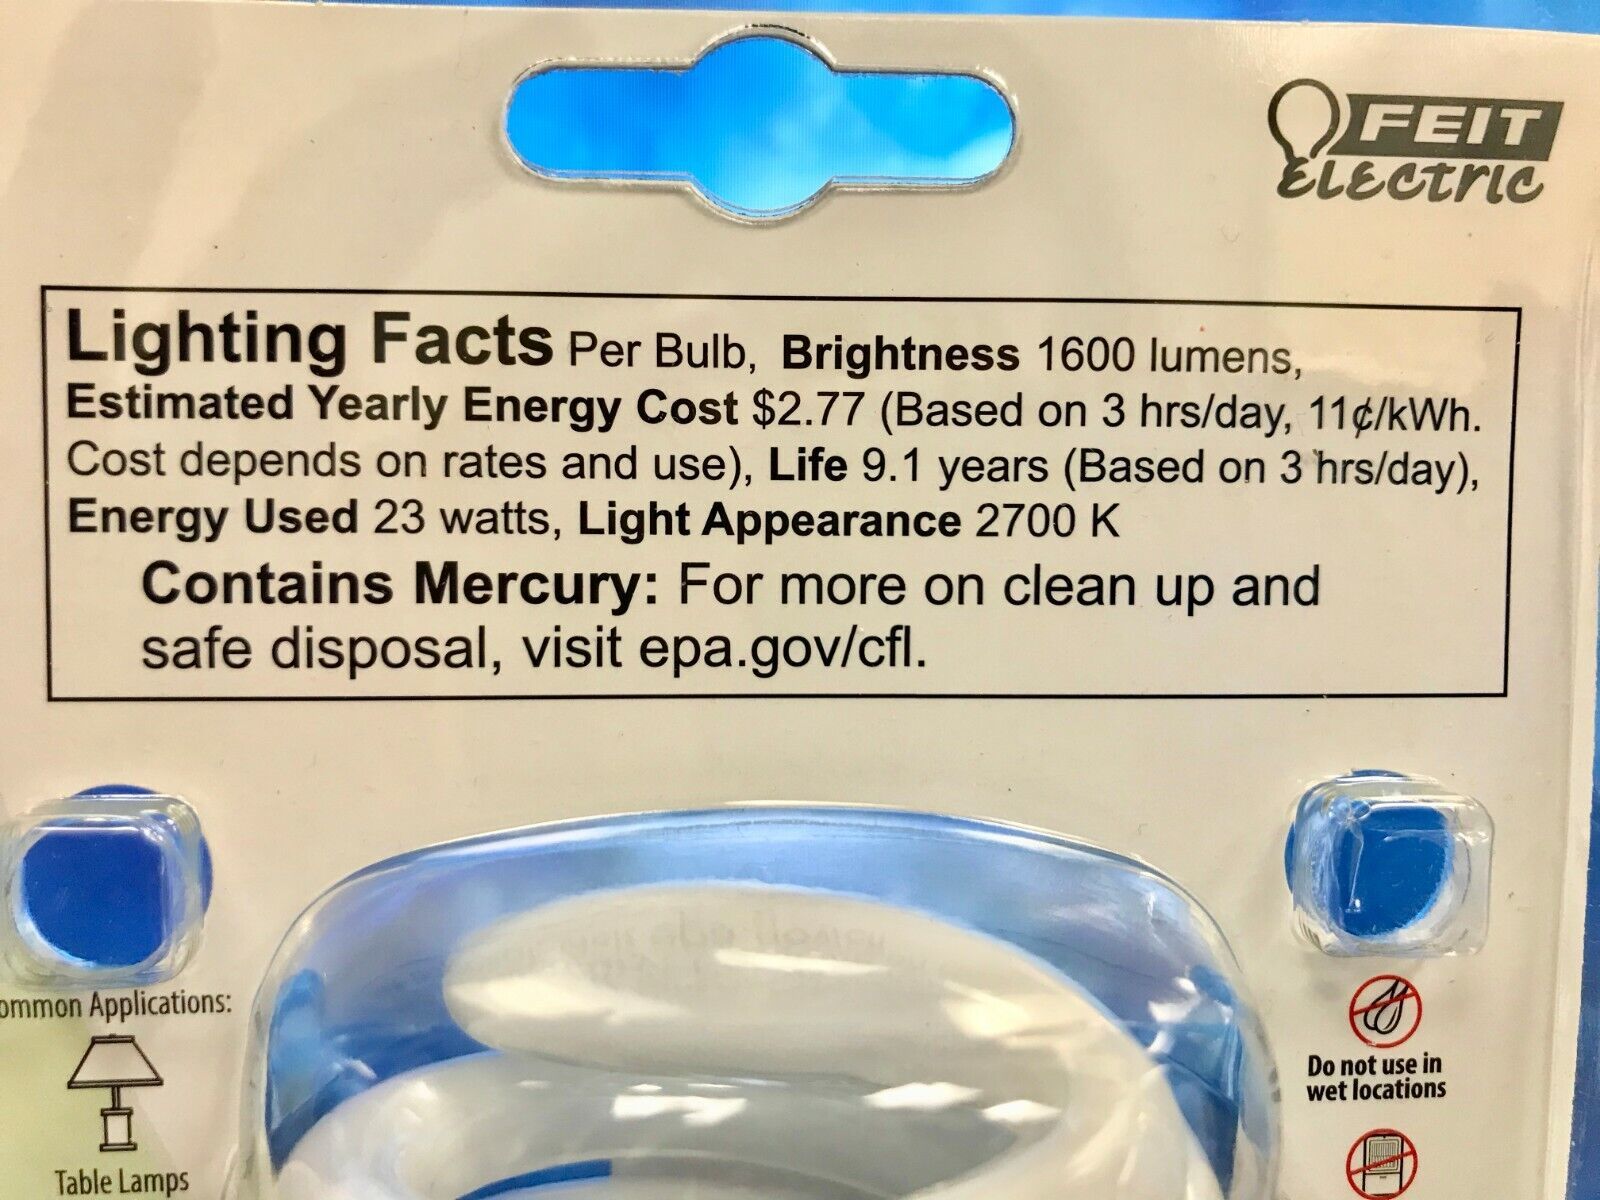 FEIT
ELECTRIC
Lighting Facts Per Bulb, Brightness 1600 lumens,
Estimated Yearly Energy Cost $2.77 (Based on 3 hrs/day, 11¢/kWh.
Cost depends on rates and use), Life 9.1 years (Based on 3 hrs/day),
Energy Used 23 watts, Light Appearance 2700 K
Contains Mercury: For more on clean up and
safe disposal, visit epa.gov/cfl.
ommon Applications:
Table Lamps
Do not use in
wet locations